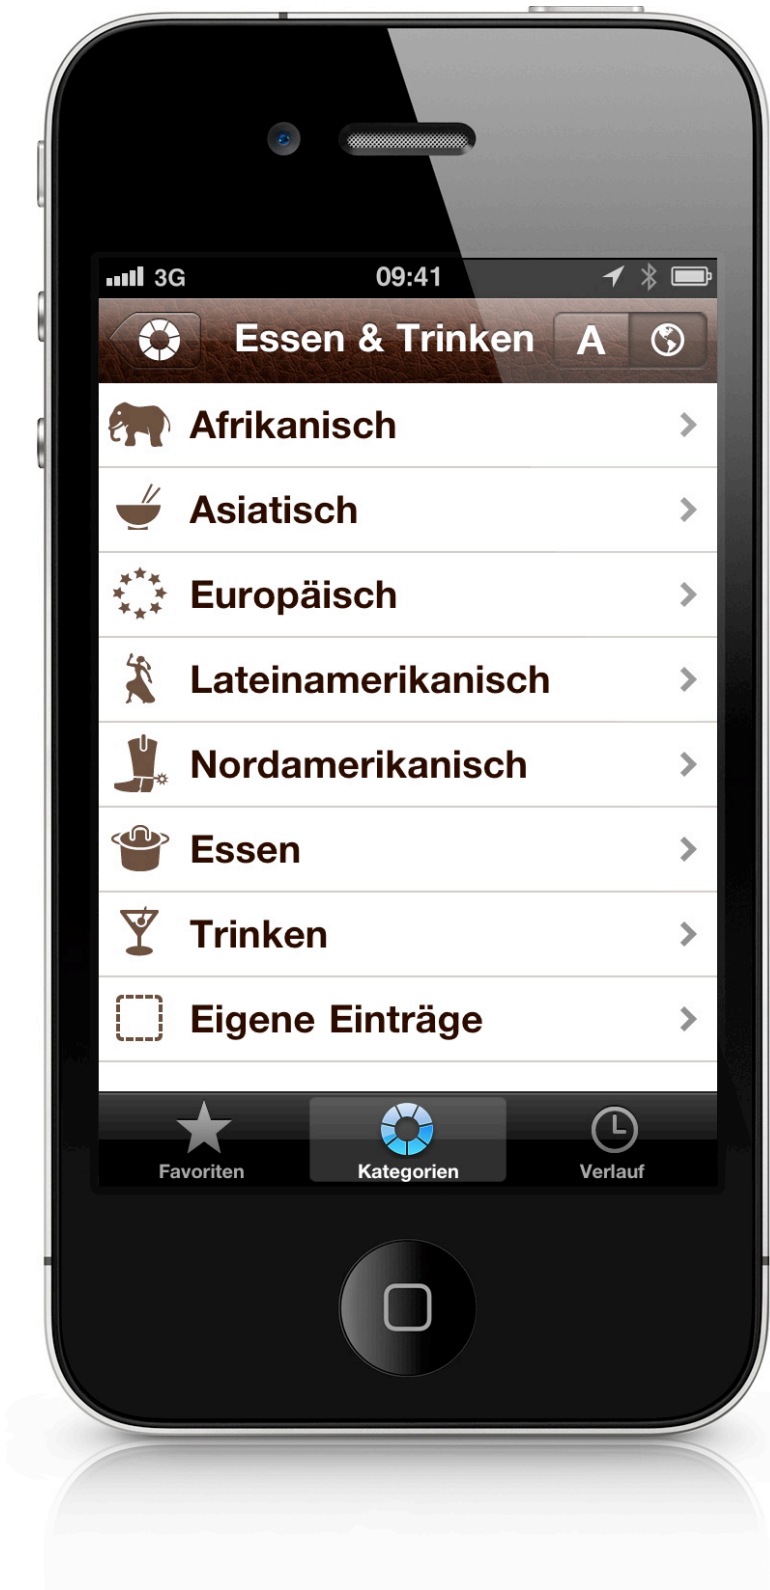 3G 09:41
Essen & Trinken A
Afrikanisch
Asiatisch
Europäisch
Lateinamerikanisch
Nordamerikanisch
Essen
Trinken
Eigene Einträge
Favoriten Kategorien Verlauf